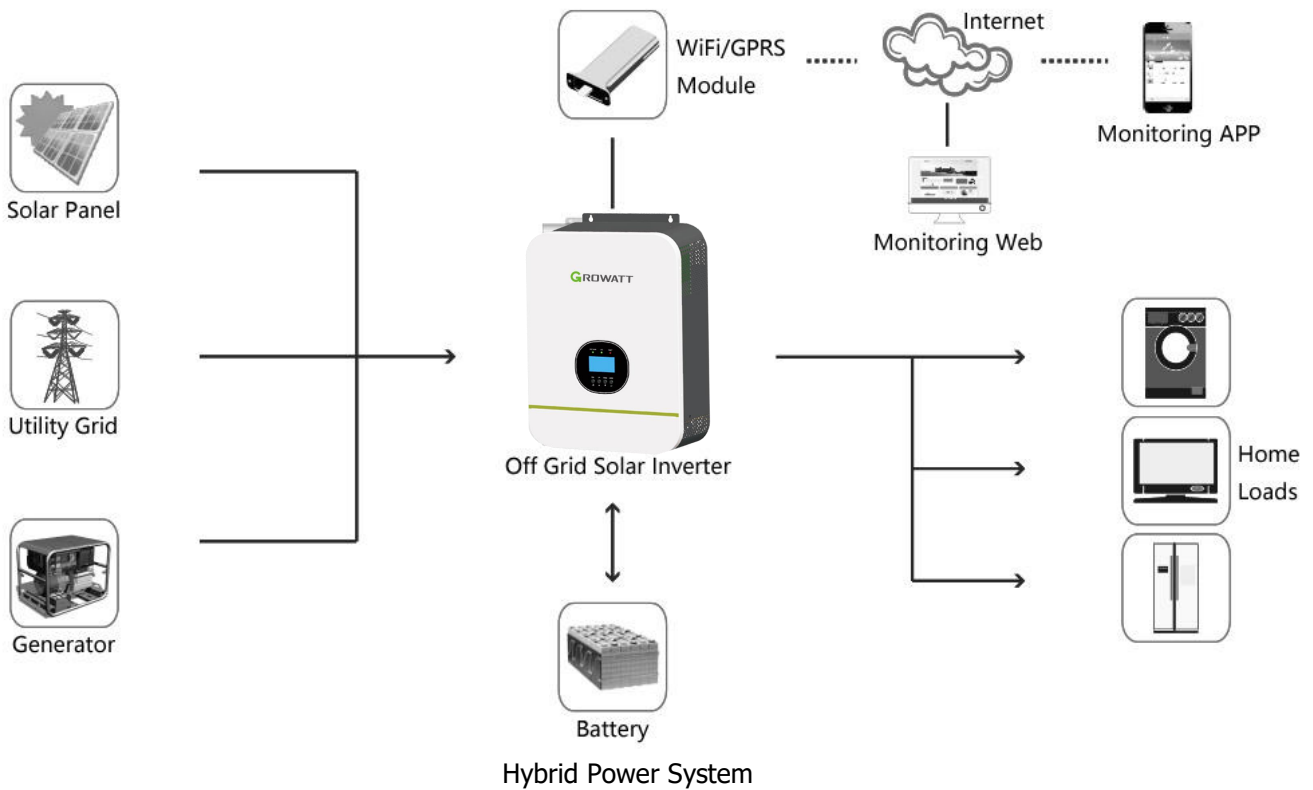 Internet
WiFi/GPRS
Module
Monitoring APP
Solar Panel
Monitoring Web
GROWATT
Utility Grid
Off Grid Solar Inverter
Home
Loads
Generator
Battery
Hybrid Power System